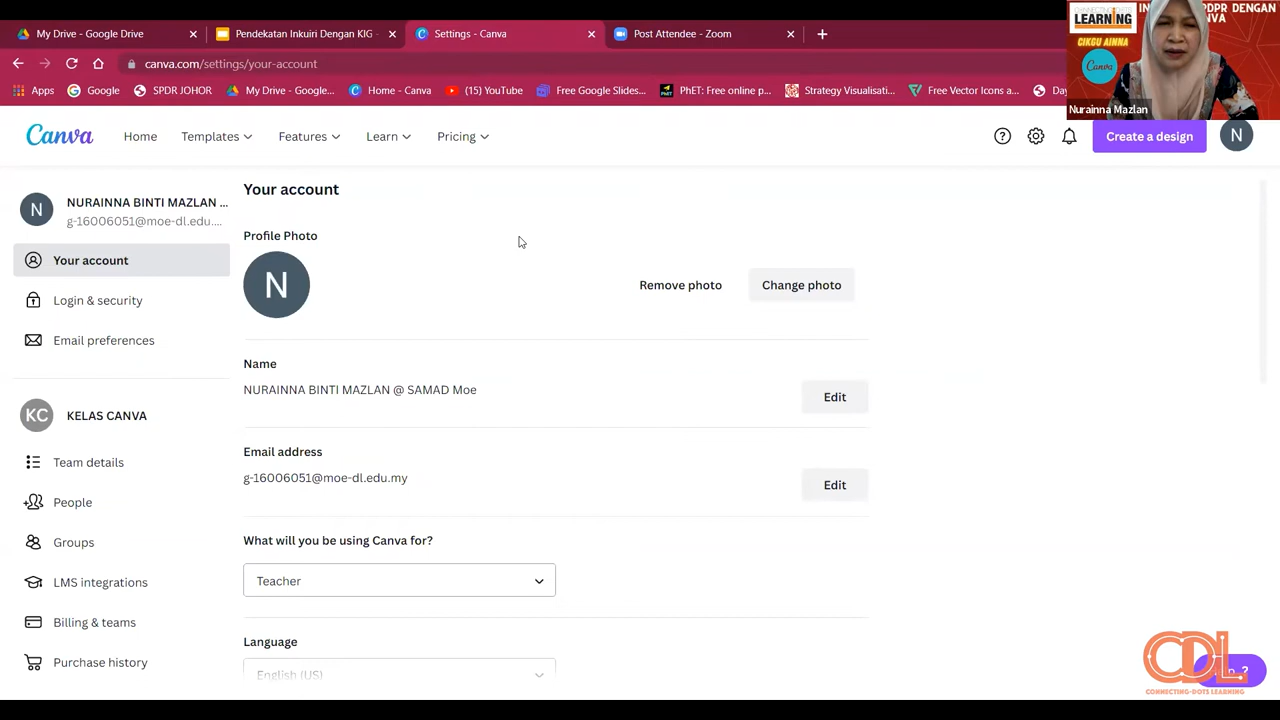 My Drive - Google Drive
Pendekatan Inkuiri Dengan KIG -
Settings - Canva
Post Attendee - Zoom
canva.com/settings/your-account
Apps
Google
SPDR JOHOR
My Drive - Google...
Home - Canva
(15) YouTube
Free Google Slides...
PhET: Free online p...
Strategy Visualisati...
Free Vector Icons a...
LEARNING
CIKGU AINNA
Canva
DENGAN
Nurainna Mazlan
Canva
Home
Templates
Features
Learn
Pricing
Create a design
N
N
NURAINNA BINTI MAZLAN ...
g-16006051@moe-dl.edu....
Your account
Login & security
Email preferences
KC
KELAS CANVA
Team details
People
Groups
LMS integrations
Billing & teams
Purchase history
Your account
Profile Photo
N
Remove photo
Change photo
Name
NURAINNA BINTI MAZLAN @ SAMAD Moe
Edit
Email address
g-16006051@moe-dl.edu.my
Edit
What will you be using Canva for?
Teacher
Language
English (US)
CDL
CONNECTING-DOTS LEARNING
?